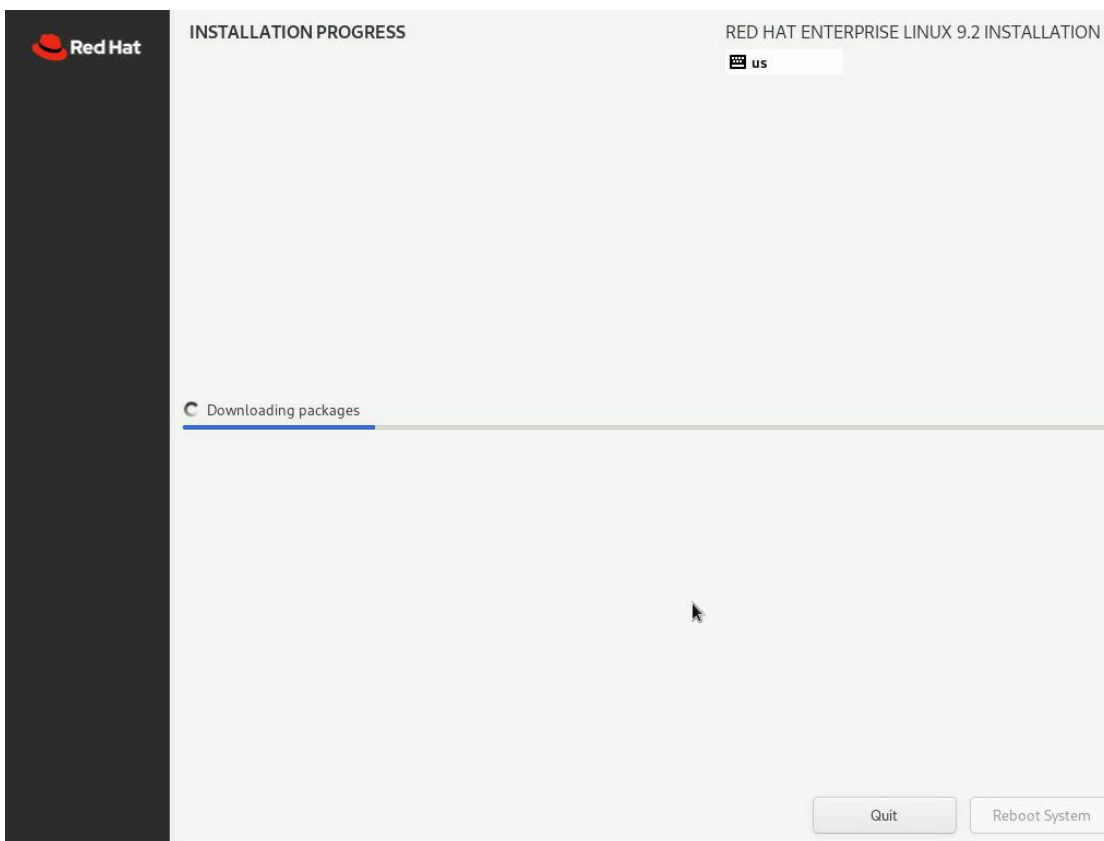 Red Hat
INSTALLATION PROGRESS
RED HAT ENTERPRISE LINUX 9.2 INSTALLATION
us
Downloading packages
Quit
Reboot System